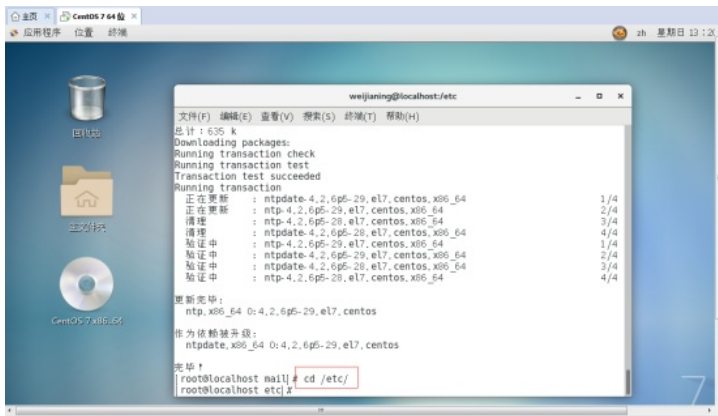 主页 × CentOS 7 64 位 ×
应用程序 位置 终端 zh 星期日 13:20
回收站
主文件夹
CentOS 7 x86_64
weijianing@localhost:/etc
文件(F) 编辑(E) 查看(V) 搜索(S) 终端(T) 帮助(H)
总计:635 k
Downloading packages:
Running transaction check
Running transaction test
Transaction test succeeded
Running transaction
正在更新 : ntpdate-4.2.6p5-29.el7.centos.x86_64 1/4
正在更新 : ntp-4.2.6p5-29.el7.centos.x86_64 2/4
清理 : ntp-4.2.6p5-28.el7.centos.x86_64 3/4
清理 : ntpdate-4.2.6p5-28.el7.centos.x86_64 4/4
验证中 : ntp-4.2.6p5-29.el7.centos.x86_64 1/4
验证中 : ntpdate-4.2.6p5-29.el7.centos.x86_64 2/4
验证中 : ntpdate-4.2.6p5-28.el7.centos.x86_64 3/4
验证中 : ntp-4.2.6p5-28.el7.centos.x86_64 4/4
更新完毕:
ntp.x86_64 0:4.2.6p5-29.el7.centos
作为依赖被升级:
ntpdate.x86_64 0:4.2.6p5-29.el7.centos
完毕!
[root@localhost mail]# cd /etc/
[root@localhost etc]#
7